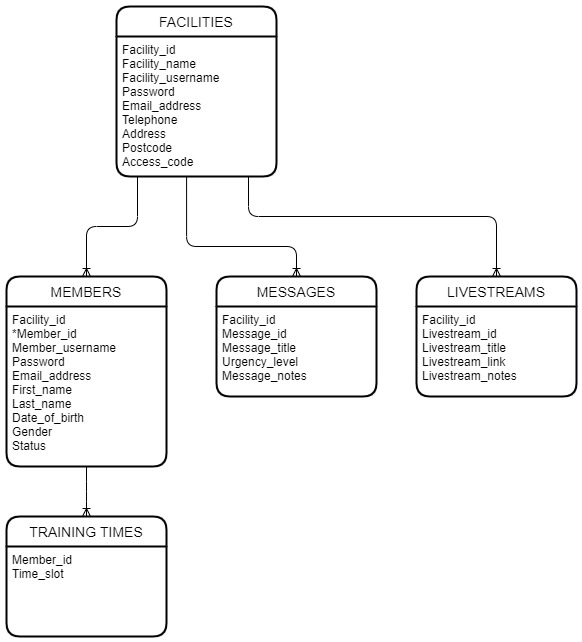 FACILITIES
Facility_id
Facility_name
Facility_username
Password
Email_address
Telephone
Address
Postcode
Access_code
MEMBERS
Facility_id
*Member_id
Member_username
Password
Email_address
First_name
Last_name
Date_of_birth
Gender
Status
MESSAGES
Facility_id
Message_id
Message_title
Urgency_level
Message_notes
LIVESTREAMS
Facility_id
Livestream_id
Livestream_title
Livestream_link
Livestream_notes
TRAINING TIMES
Member_id
Time_slot